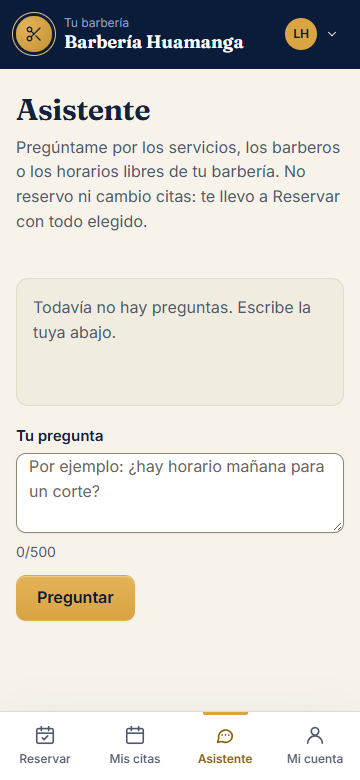 Tu barbería
Barbería Huamanga
LH
Asistente
Pregúntame por los servicios, los barberos
o los horarios libres de tu barbería. No
reservo ni cambio citas: te llevo a Reservar
con todo elegido.
Todavía no hay preguntas. Escribe la
tuya abajo.
Tu pregunta
Por ejemplo: ¿hay horario mañana para
un corte?
0/500
Preguntar
Reservar
Mis citas
Asistente
Mi cuenta